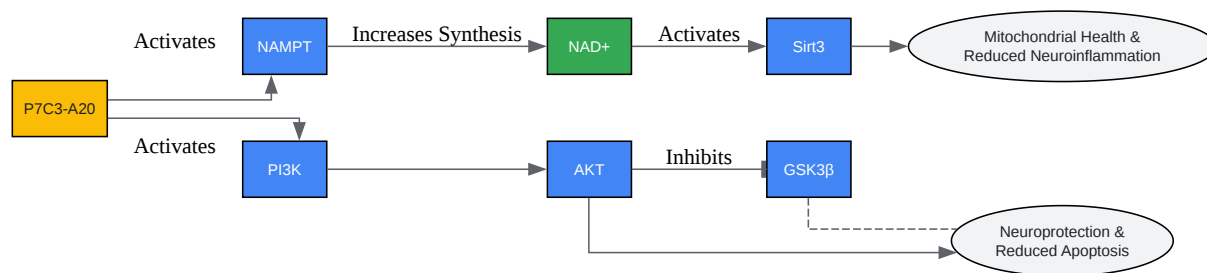 Activates
NAMPT
Increases Synthesis
NAD+
Activates
Sirt3
Mitochondrial Health &
Reduced Neuroinflammation
P7C3-A20
Activates
PI3K
AKT
Inhibits
GSK3β
Neuroprotection &
Reduced Apoptosis